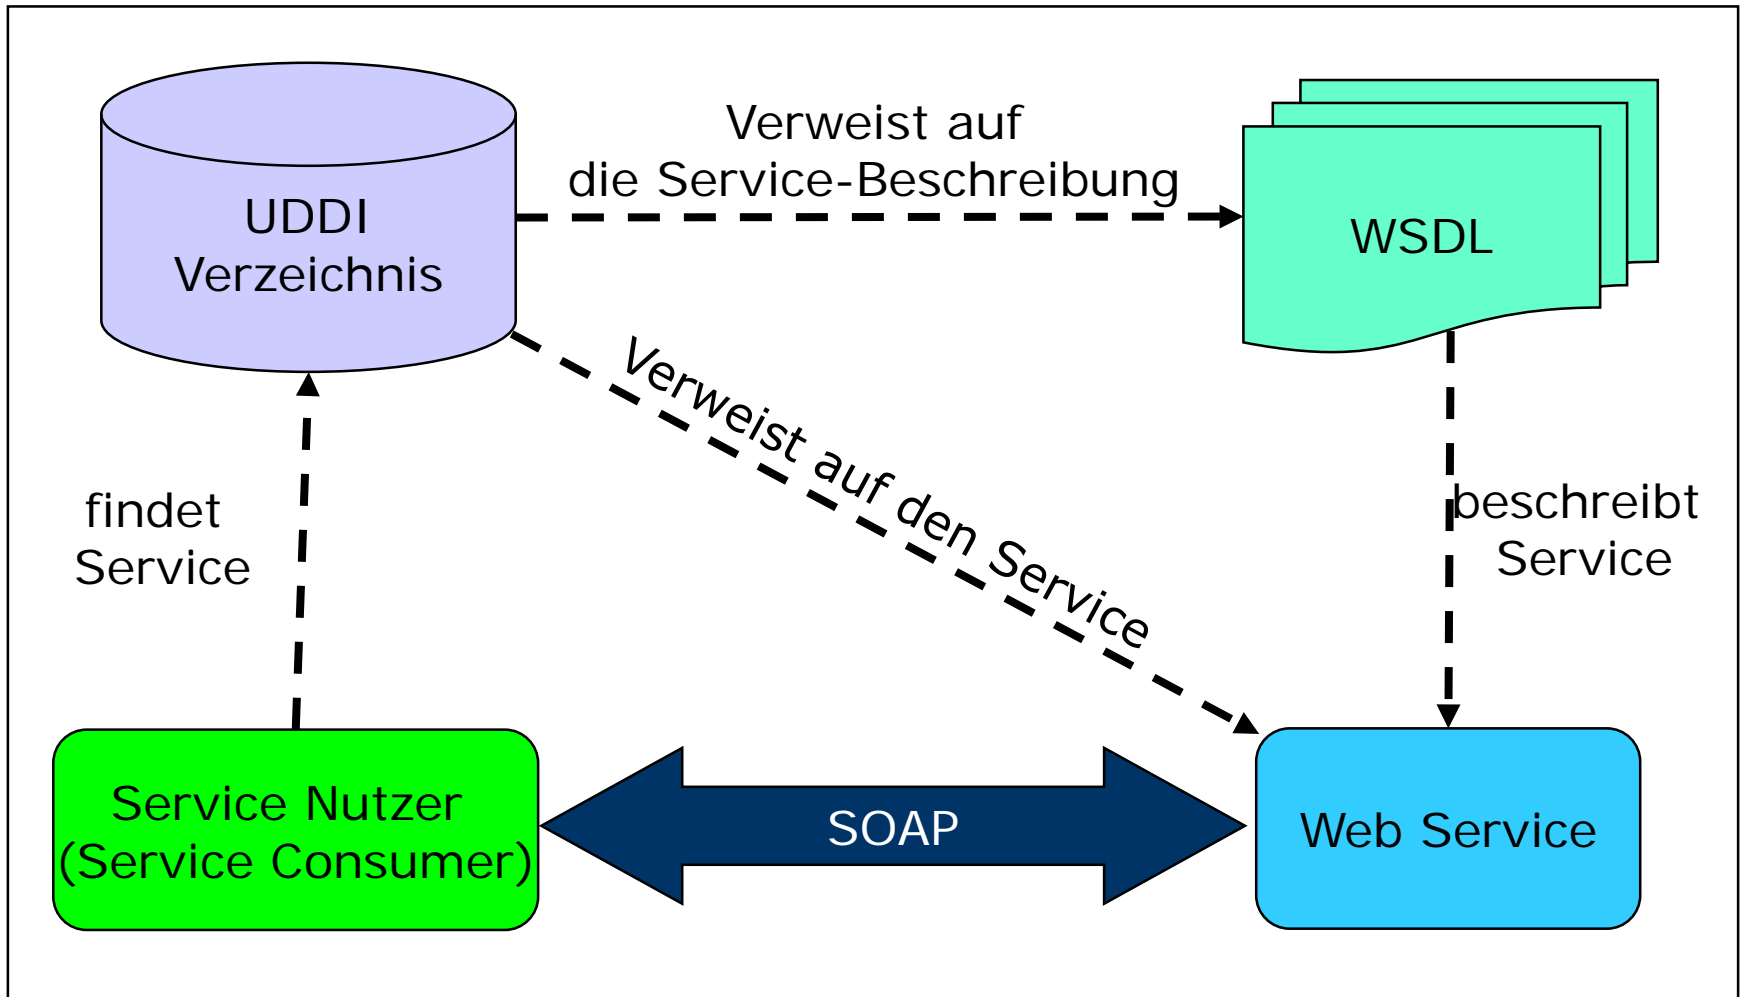 Verweist auf
die Service-Beschreibung
UDDI
Verzeichnis
WSDL
Verweist auf den Service
findet
Service
beschreibt
Service
Service Nutzer
(Service Consumer)
SOAP
Web Service